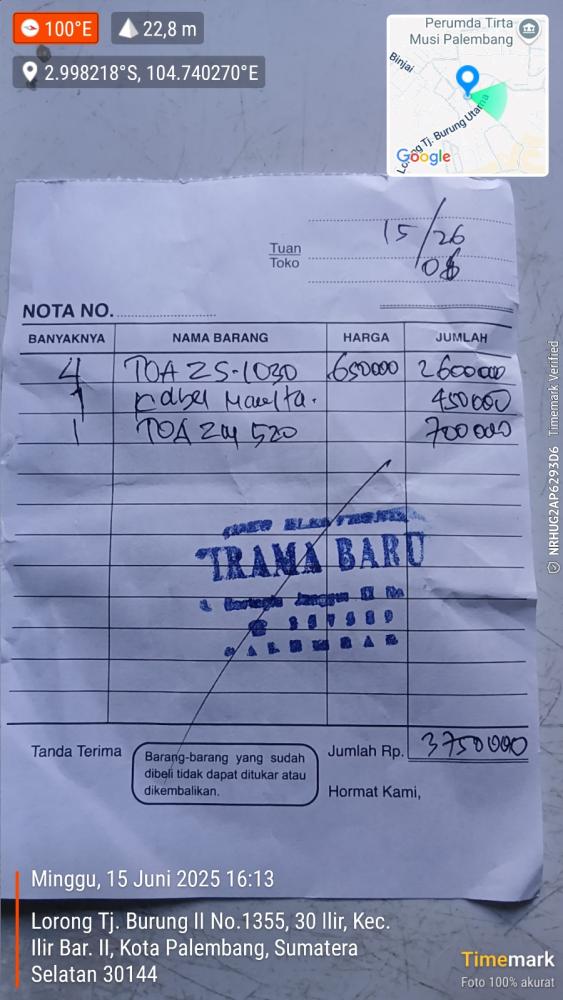 100°E 22,8 m
2.998218°S, 104.740270°E
Perumda Tirta
Musi Palembang
Binjai
Lorong Tj. Burung Utama
Google
15/26
06
Tuan
Toko
NOTA NO.
BANYAKNYA NAMA BARANG HARGA JUMLAH
4 TOA ZS-1030 650000 2600000
1 Kabel 450000
1 TOA ZM 520 700000
TRAMA BARU
Jumlah Rp. 3750000
Tanda Terima
Barang-barang yang sudah
dibeli tidak dapat ditukar atau
dikembalikan.
Hormat Kami,
NRHUG2AP6293D6 Timemark Verified
Minggu, 15 Juni 2025 16:13
Lorong Tj. Burung II No.1355, 30 Ilir, Kec.
Ilir Bar. II, Kota Palembang, Sumatera
Selatan 30144
Timemark
Foto 100% akurat